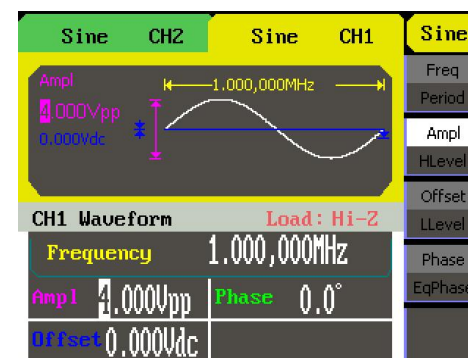 Sine CH2 Sine CH1 Sine
Freq
Period
Ampl
HLevel
Offset
LLevel
Phase
EqPhase
Ampl
1.000,000MHz
4.000Vpp
0.000Vdc
CH1 Waveform Load: Hi-Z
Frequency 1.000,000MHz
Ampl 4.000Vpp Phase 0.0°
Offset 0.000Vdc